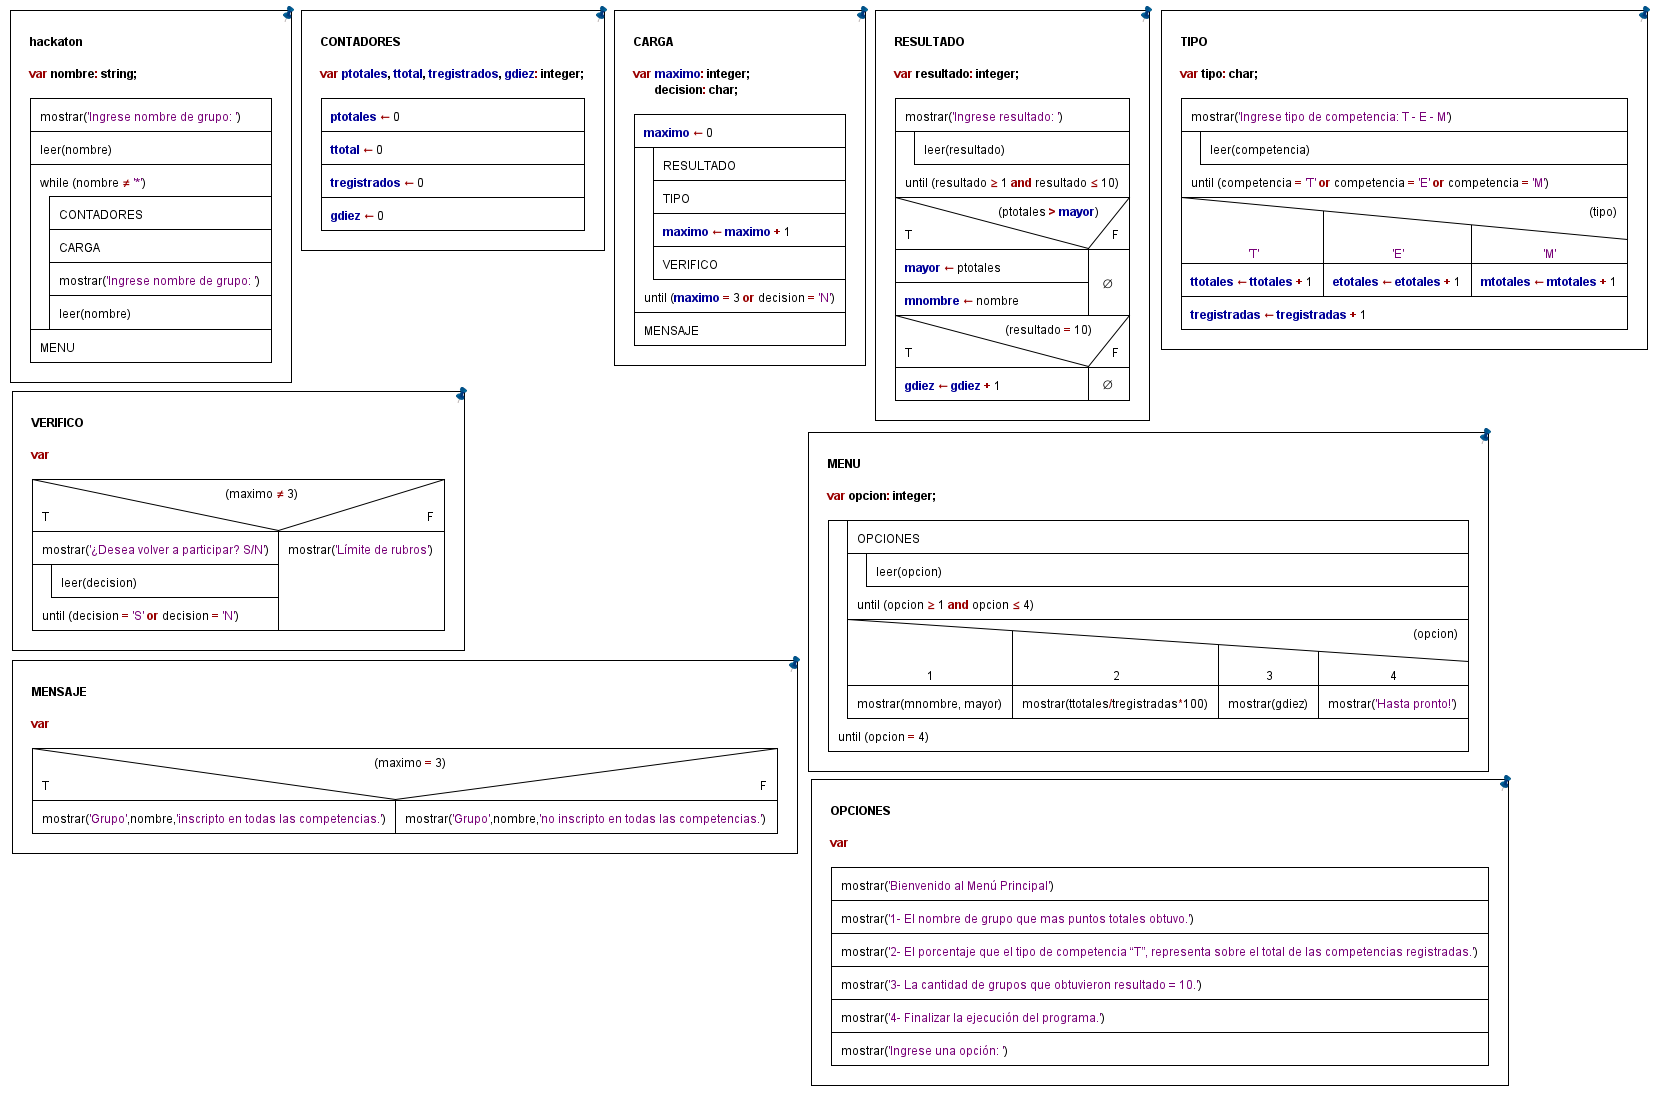 hackaton
var nombre: string;
mostrar('Ingrese nombre de grupo: ')
leer(nombre)
while (nombre ≠ '*')
CONTADORES
CARGA
mostrar('Ingrese nombre de grupo: ')
leer(nombre)
MENU
CONTADORES
var ptotales, ttotal, tregistrados, gdiez: integer;
ptotales ← 0
ttotal ← 0
tregistrados ← 0
gdiez ← 0
CARGA
var maximo: integer;
decision: char;
maximo ← 0
RESULTADO
TIPO
maximo ← maximo + 1
VERIFICO
until (maximo = 3 or decision = 'N')
MENSAJE
RESULTADO
var resultado: integer;
mostrar('Ingrese resultado: ')
leer(resultado)
until (resultado ≥ 1 and resultado ≤ 10)
(ptotales > mayor)
T F
mayor ← ptotales ∅
mnombre ← nombre
(resultado = 10)
T F
gdiez ← gdiez + 1 ∅
TIPO
var tipo: char;
mostrar('Ingrese tipo de competencia: T - E - M')
leer(competencia)
until (competencia = 'T' or competencia = 'E' or competencia = 'M')
(tipo)
'T' 'E' 'M'
ttotales ← ttotales + 1 etotales ← etotales + 1 mtotales ← mtotales + 1
tregistradas ← tregistradas + 1
VERIFICO
var
(maximo ≠ 3)
T F
mostrar('¿Desea volver a participar? S/N') mostrar('Límite de rubros')
leer(decision)
until (decision = 'S' or decision = 'N')
MENSAJE
var
(maximo = 3)
T F
mostrar('Grupo',nombre,'inscripto en todas las competencias.') mostrar('Grupo',nombre,'no inscripto en todas las competencias.')
MENU
var opcion: integer;
OPCIONES
leer(opcion)
until (opcion ≥ 1 and opcion ≤ 4)
(opcion)
1 2 3 4
mostrar(mnombre, mayor) mostrar(ttotales/tregistradas*100) mostrar(gdiez) mostrar('Hasta pronto!')
until (opcion = 4)
OPCIONES
var
mostrar('Bienvenido al Menú Principal')
mostrar('1- El nombre de grupo que mas puntos totales obtuvo.')
mostrar('2- El porcentaje que el tipo de competencia “T”, representa sobre el total de las competencias registradas.')
mostrar('3- La cantidad de grupos que obtuvieron resultado = 10.')
mostrar('4- Finalizar la ejecución del programa.')
mostrar('Ingrese una opción: ')